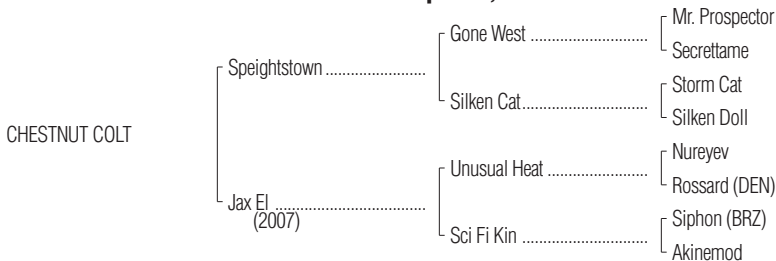 Mr. Prospector
Gone West
Secrettame
Speightstown
Storm Cat
Silken Cat
Silken Doll
CHESTNUT COLT
Nureyev
Unusual Heat
Rossard (DEN)
Jax El
(2007)
Siphon (BRZ)
Sci Fi Kin
Akinemod